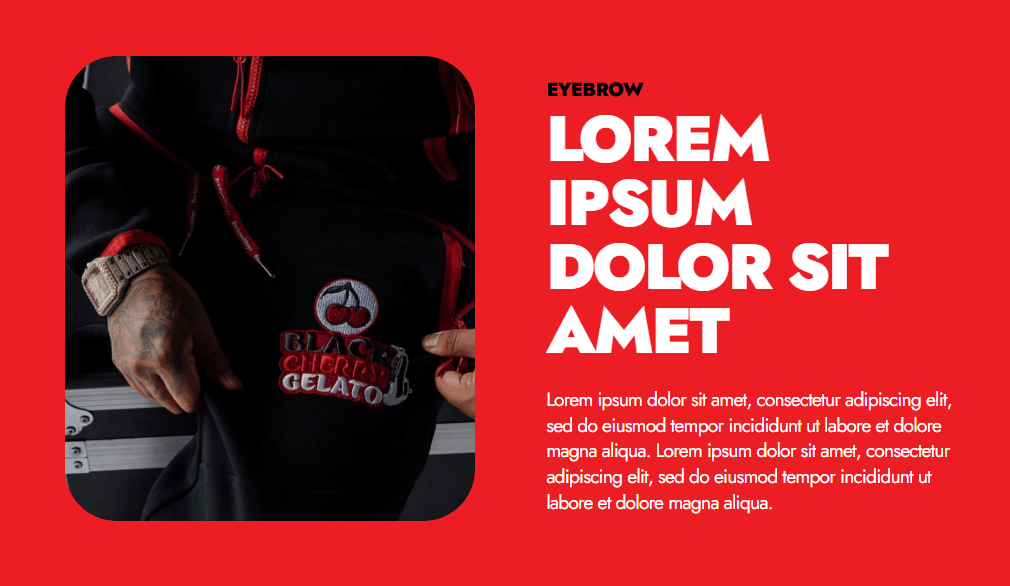 EYEBROW
LOREM
IPSUM
DOLOR SIT
AMET
Lorem ipsum dolor sit amet, consectetur adipiscing elit,
sed do eiusmod tempor incididunt ut labore et dolore
magna aliqua. Lorem ipsum dolor sit amet, consectetur
adipiscing elit, sed do eiusmod tempor incididunt ut
labore et dolore magna aliqua.
BLACK
CHERRY
GELATO